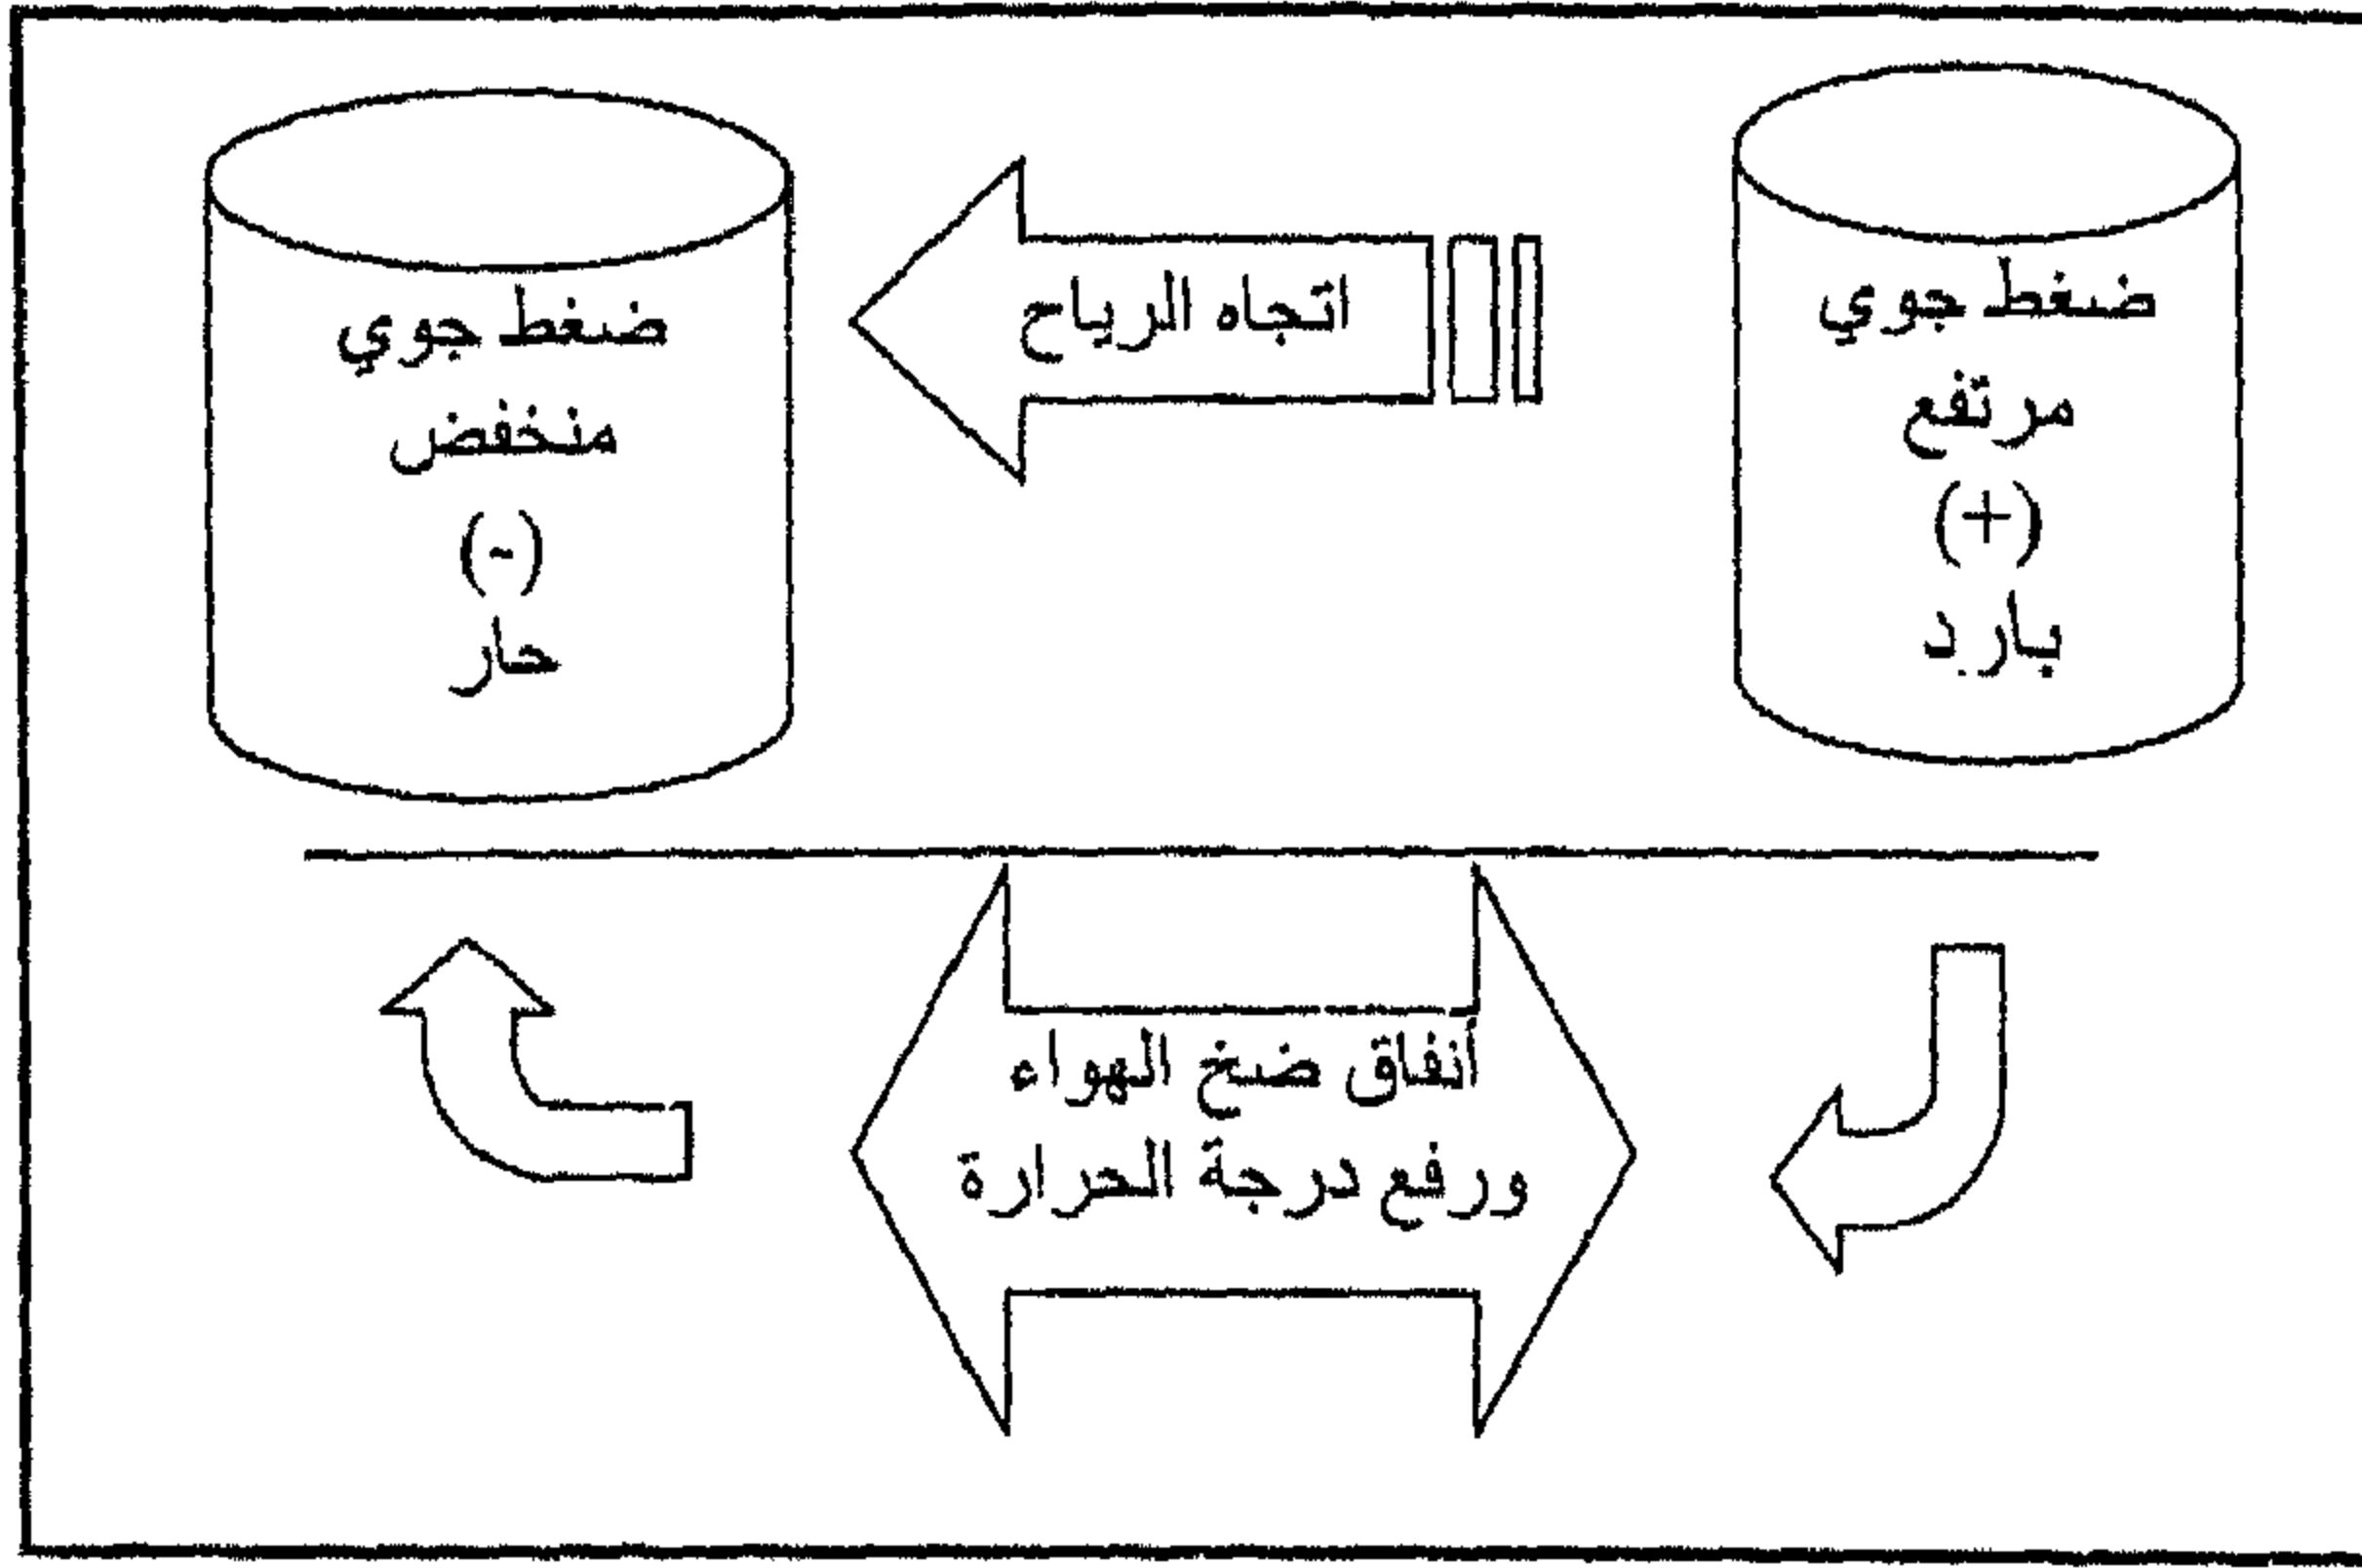 ضغط جوي
مرتفع
(+)
بارد
اتجاه الرياح
ضغط جوي
منخفض
(-)
حار
أنفاق ضخ الهواء
ورفع درجة الحرارة